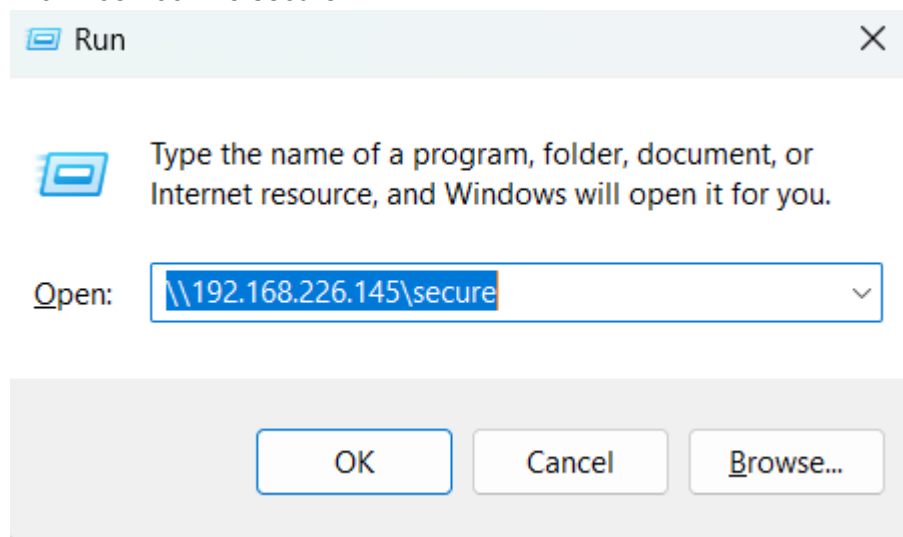 Run
Type the name of a program, folder, document, or
Internet resource, and Windows will open it for you.
Open: \\192.168.226.145\secure
OK Cancel Browse...